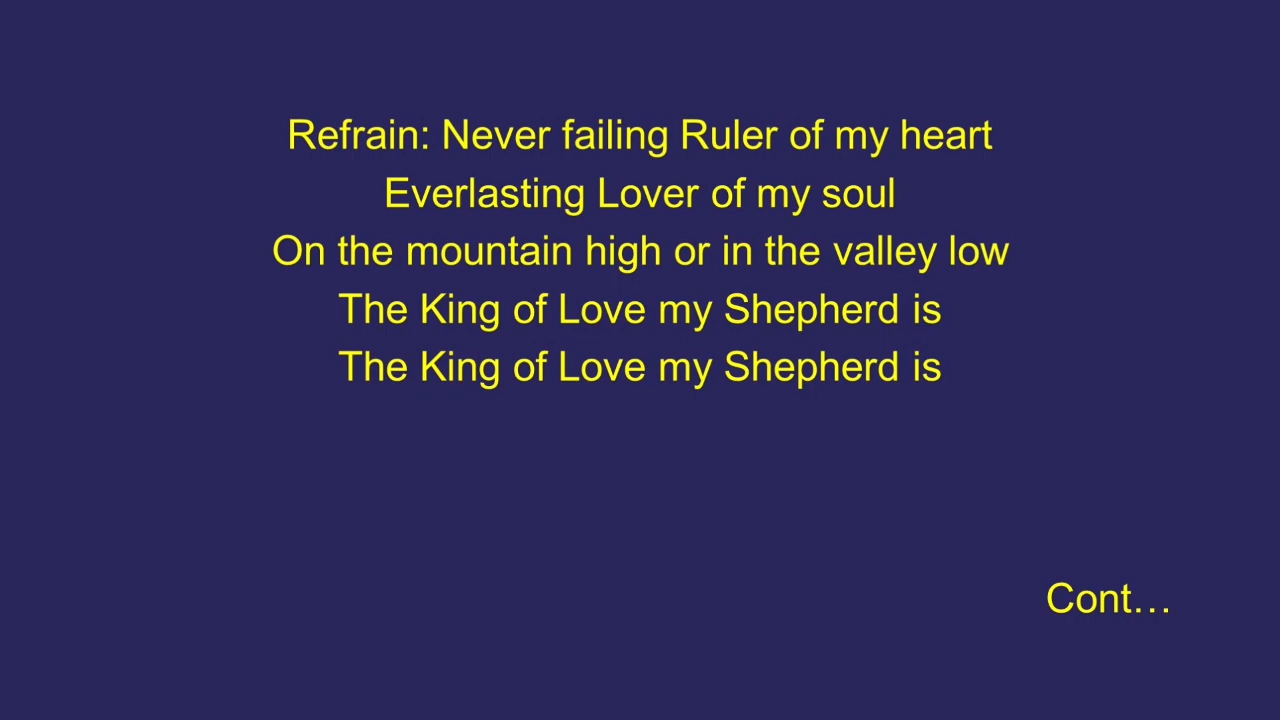 Refrain: Never failing Ruler of my heart
Everlasting Lover of my soul
On the mountain high or in the valley low
The King of Love my Shepherd is
The King of Love my Shepherd is
Cont…